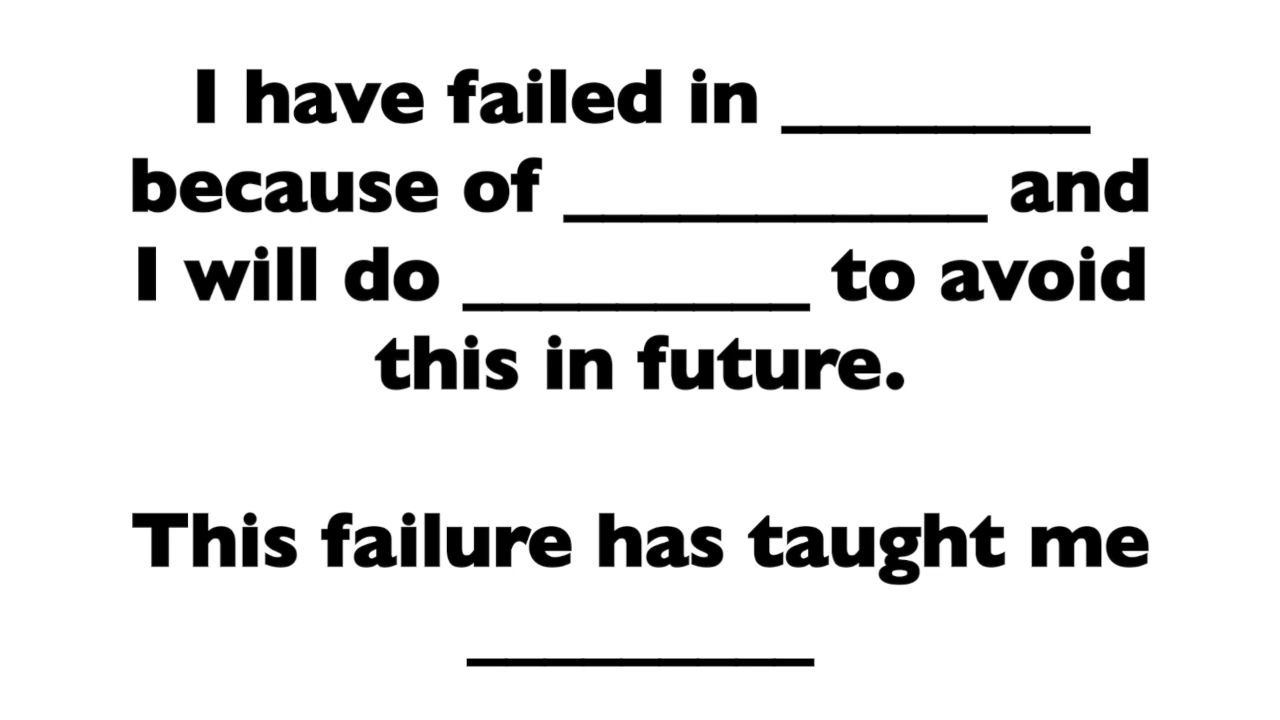 I have failed in ________
because of ___________ and
I will do _________ to avoid
this in future.
This failure has taught me
_________